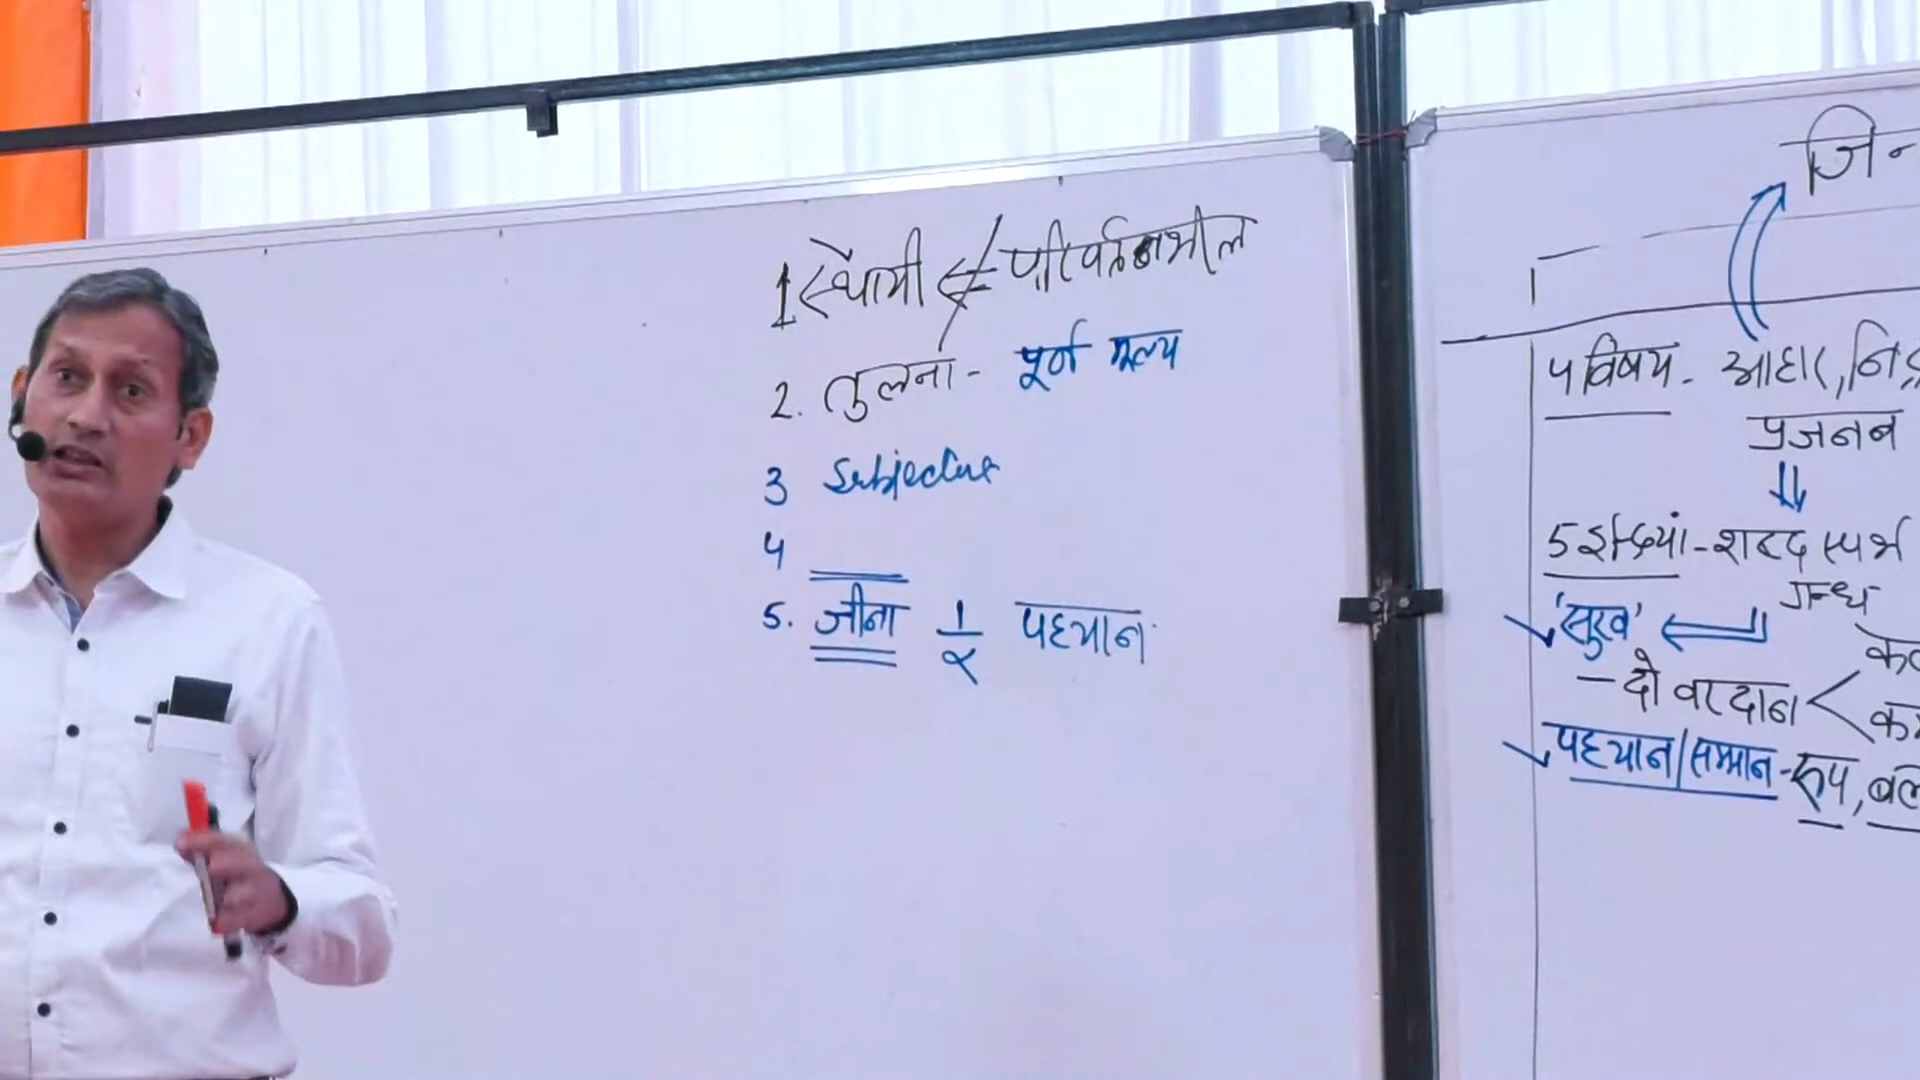 1 स्थायी ⇍ परिवर्तनशील
2. तुलना - पूर्ण मूल्य
3 Subjective
4
5. जीना 1/2 पहचान
4 विषय - आहार, निद्र
प्रजनन
5 इन्द्रियां - शब्द स्पर्श
गन्ध
'सुख'
- दो वरदान <
पहचान/सम्मान - रूप, बल